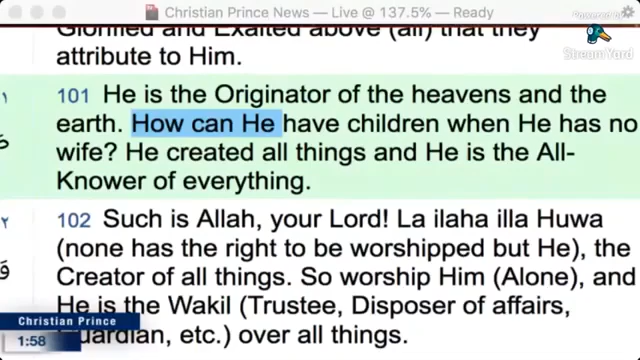 Christian Prince News — Live @ 137.5% — Ready
Powered by
StreamYard
Glorified and Exalted above (all) that they
attribute to Him.
١
101 He is the Originator of the heavens and the
earth. How can He have children when He has no
wife? He created all things and He is the All-
Knower of everything.
٢
102 Such is Allah, your Lord! La ilaha illa Huwa
(none has the right to be worshipped but He), the
Creator of all things. So worship Him (Alone), and
He is the Wakil (Trustee, Disposer of affairs,
Guardian, etc.) over all things.
Christian Prince
1:58